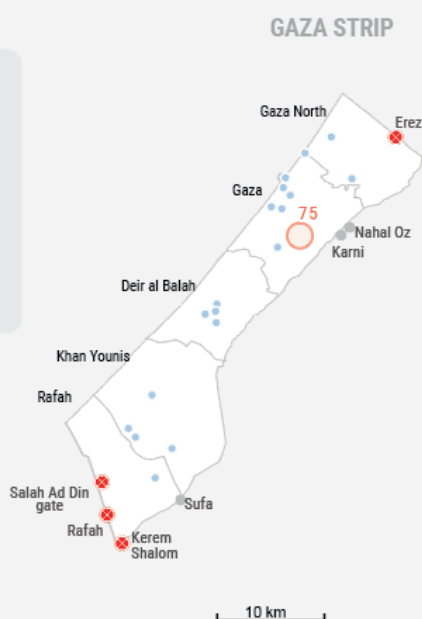 GAZA STRIP
Gaza North
Erez
Gaza
75
Nahal Oz
Karni
Deir al Balah
Khan Younis
Rafah
Salah Ad Din
gate
Sufa
Rafah
Kerem
Shalom
10 km